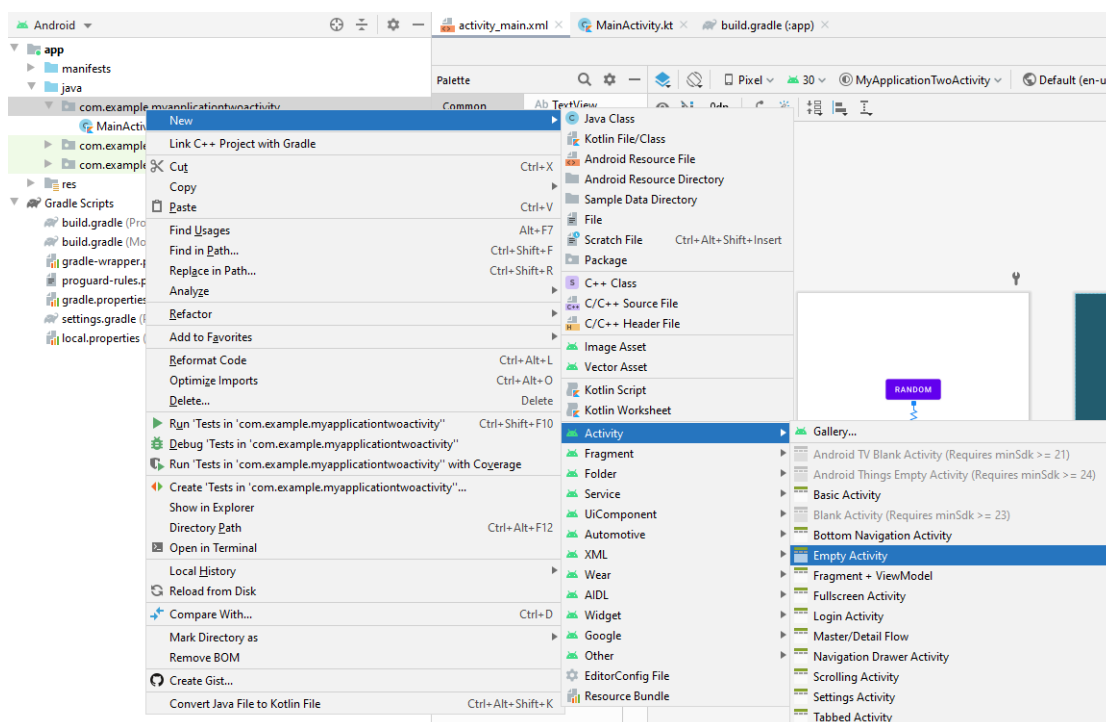 Android
activity_main.xml
MainActivity.kt
build.gradle (:app)
app
manifests
java
com.example.myapplicationtwoactivity
MainActiv
com.example
com.example
res
Gradle Scripts
build.gradle (Pro
build.gradle (Mo
gradle-wrapper.p
proguard-rules.p
gradle.properties
settings.gradle (P
local.properties (
Palette
Pixel
30
MyApplicationTwoActivity
Default (en-u
Common
Ab TextView
0dp
New
Link C++ Project with Gradle
Cut Ctrl+X
Copy
Paste Ctrl+V
Find Usages Alt+F7
Find in Path... Ctrl+Shift+F
Replace in Path... Ctrl+Shift+R
Analyze
Refactor
Add to Favorites
Reformat Code Ctrl+Alt+L
Optimize Imports Ctrl+Alt+O
Delete... Delete
Run 'Tests in 'com.example.myapplicationtwoactivity'' Ctrl+Shift+F10
Debug 'Tests in 'com.example.myapplicationtwoactivity''
Run 'Tests in 'com.example.myapplicationtwoactivity'' with Coverage
Create 'Tests in 'com.example.myapplicationtwoactivity''...
Show in Explorer
Directory Path Ctrl+Alt+F12
Open in Terminal
Local History
Reload from Disk
Compare With... Ctrl+D
Mark Directory as
Remove BOM
Create Gist...
Convert Java File to Kotlin File Ctrl+Alt+Shift+K
Java Class
Kotlin File/Class
Android Resource File
Android Resource Directory
Sample Data Directory
File
Scratch File Ctrl+Alt+Shift+Insert
Package
C++ Class
C/C++ Source File
C/C++ Header File
Image Asset
Vector Asset
Kotlin Script
Kotlin Worksheet
Activity
Fragment
Folder
Service
UiComponent
Automotive
XML
Wear
AIDL
Widget
Google
Other
EditorConfig File
Resource Bundle
RANDOM
Gallery...
Android TV Blank Activity (Requires minSdk >= 21)
Android Things Empty Activity (Requires minSdk >= 24)
Basic Activity
Blank Activity (Requires minSdk >= 23)
Bottom Navigation Activity
Empty Activity
Fragment + ViewModel
Fullscreen Activity
Login Activity
Master/Detail Flow
Navigation Drawer Activity
Scrolling Activity
Settings Activity
Tabbed Activity